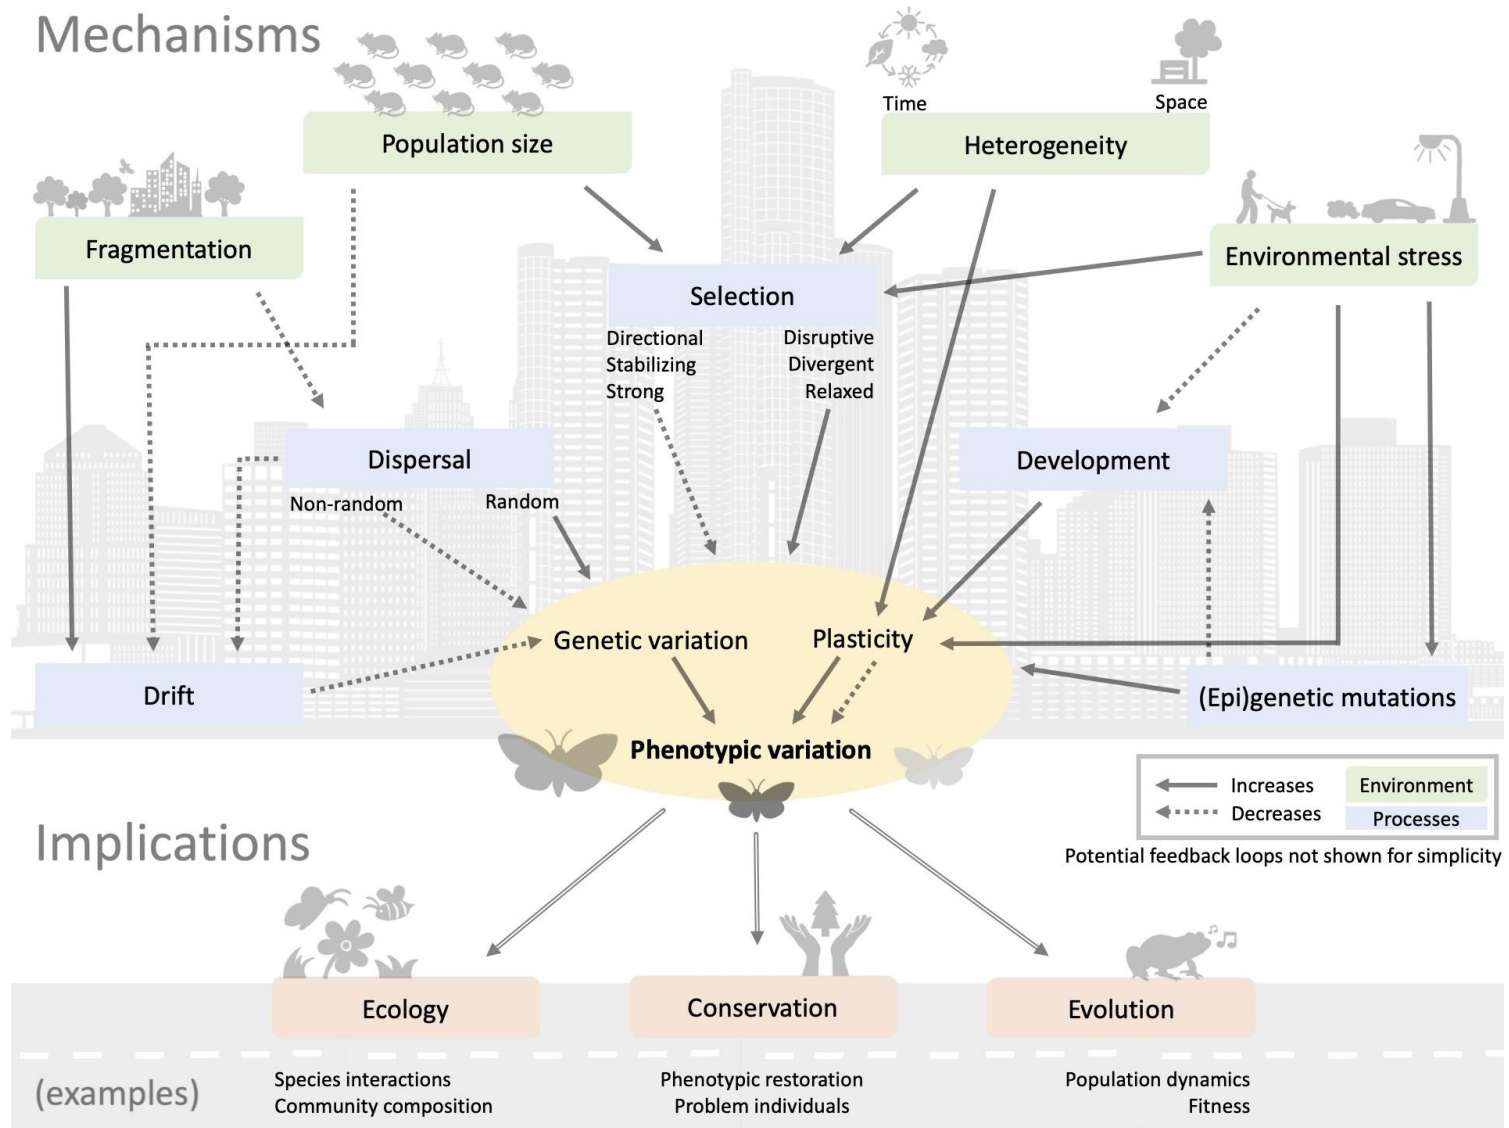 Mechanisms
Time
Space
Population size
Heterogeneity
Fragmentation
Environmental stress
Selection
Directional
Stabilizing
Strong
Disruptive
Divergent
Relaxed
Dispersal
Non-random
Random
Development
Genetic variation
Plasticity
Drift
(Epi)genetic mutations
Phenotypic variation
Increases
Environment
Decreases
Processes
Potential feedback loops not shown for simplicity
Implications
Ecology
Conservation
Evolution
(examples)
Species interactions
Community composition
Phenotypic restoration
Problem individuals
Population dynamics
Fitness